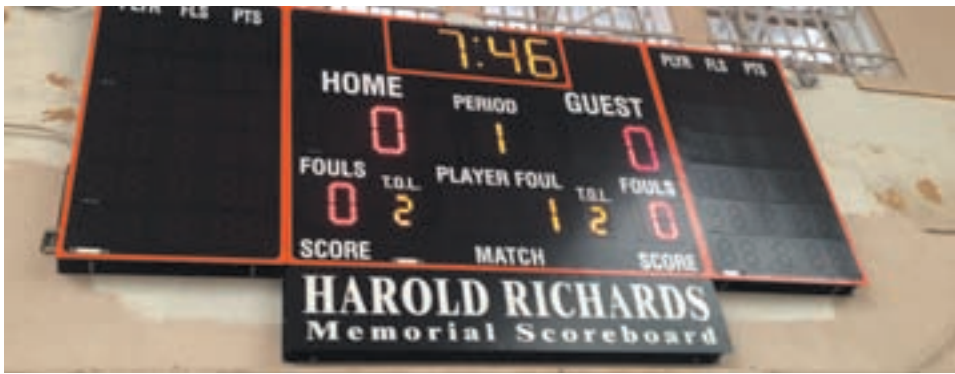 PLYR FLS PTS
7:46
PLYR FLS PTS
HOME PERIOD GUEST
0 1 0
FOULS T.O.L. PLAYER FOUL T.O.L. FOULS
0 2 1 2 0
SCORE MATCH SCORE
HAROLD RICHARDS
Memorial Scoreboard